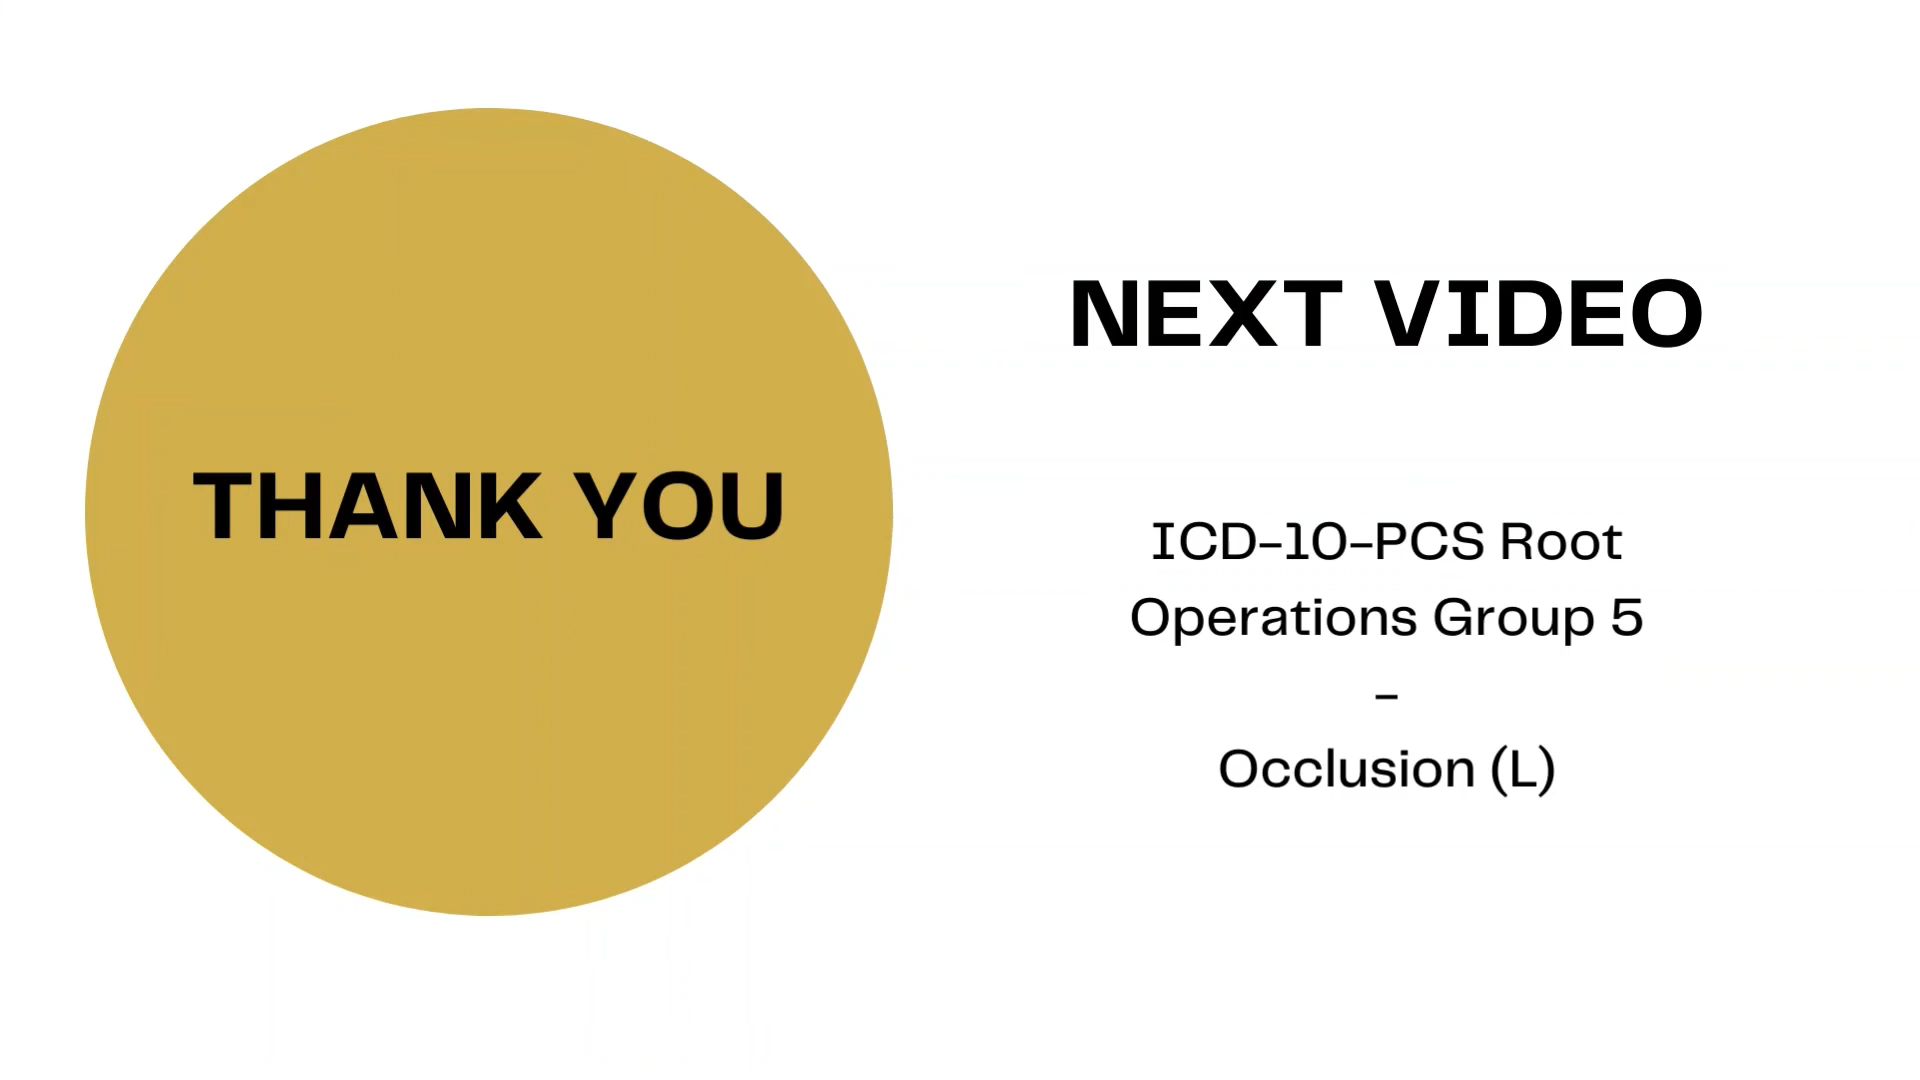 THANK YOU
NEXT VIDEO
ICD-10-PCS Root
Operations Group 5
-
Occlusion (L)